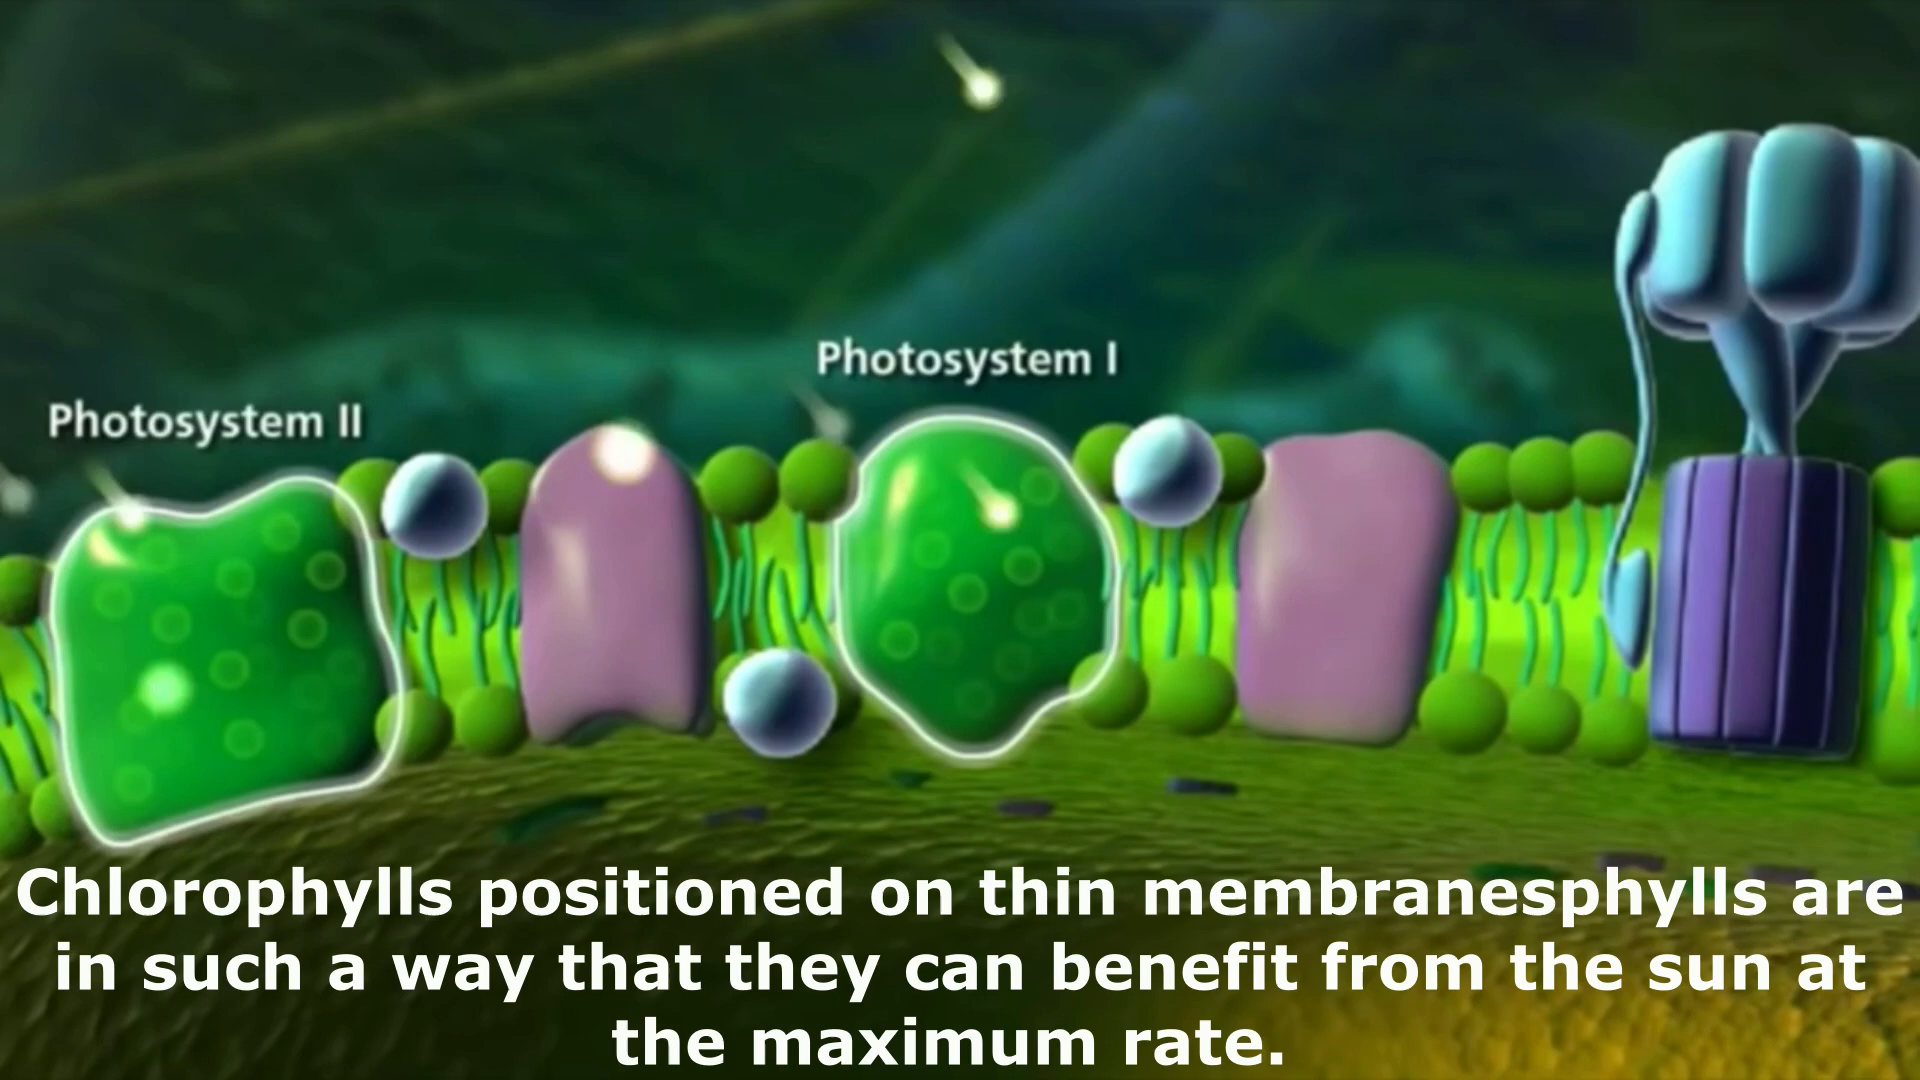 Photosystem I
Photosystem II
Chlorophylls positioned on thin membranesphylls are
in such a way that they can benefit from the sun at
the maximum rate.